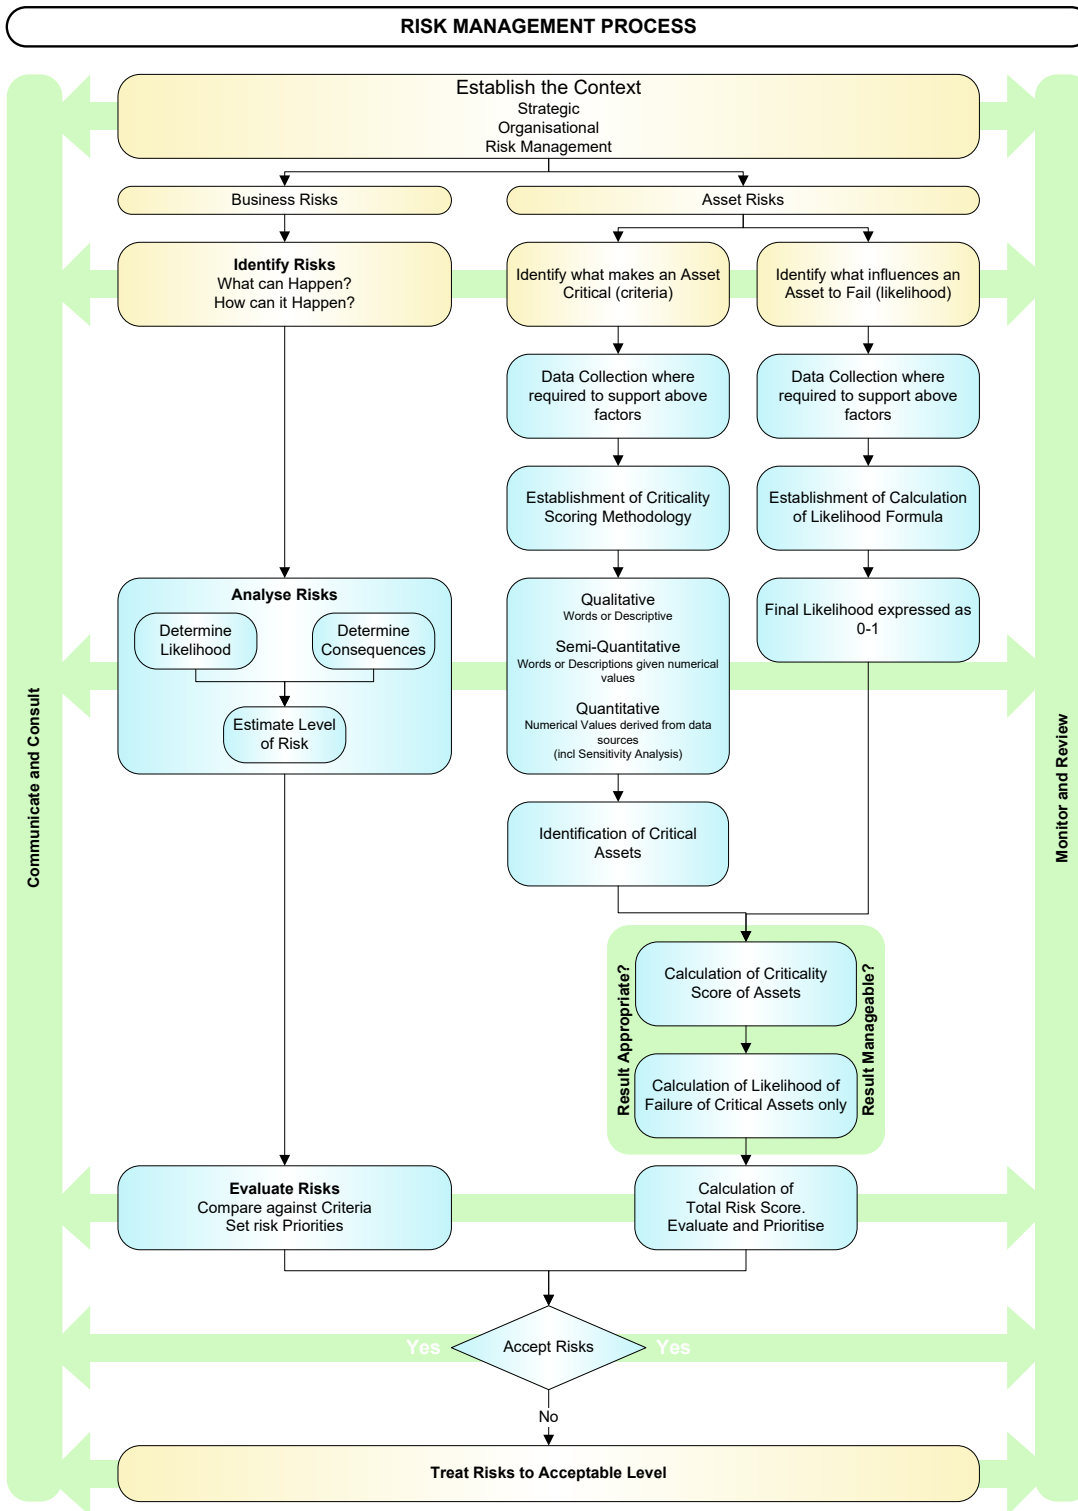 RISK MANAGEMENT PROCESS
Establish the Context
Strategic
Organisational
Risk Management
Business Risks
Asset Risks
Identify Risks
What can Happen?
How can it Happen?
Identify what makes an Asset
Critical (criteria)
Identify what influences an
Asset to Fail (likelihood)
Data Collection where
required to support above
factors
Data Collection where
required to support above
factors
Establishment of Criticality
Scoring Methodology
Establishment of Calculation
of Likelihood Formula
Analyse Risks
Determine
Likelihood
Determine
Consequences
Estimate Level
of Risk
Qualitative
Words or Descriptive
Semi-Quantitative
Words or Descriptions given numerical
values
Quantitative
Numerical Values derived from data
sources
(incl Sensitivity Analysis)
Final Likelihood expressed as
0-1
Communicate and Consult
Monitor and Review
Identification of Critical
Assets
Result Appropriate?
Calculation of Criticality
Score of Assets
Calculation of Likelihood of
Failure of Critical Assets only
Result Manageable?
Evaluate Risks
Compare against Criteria
Set risk Priorities
Calculation of
Total Risk Score.
Evaluate and Prioritise
Yes
Accept Risks
Yes
No
Treat Risks to Acceptable Level